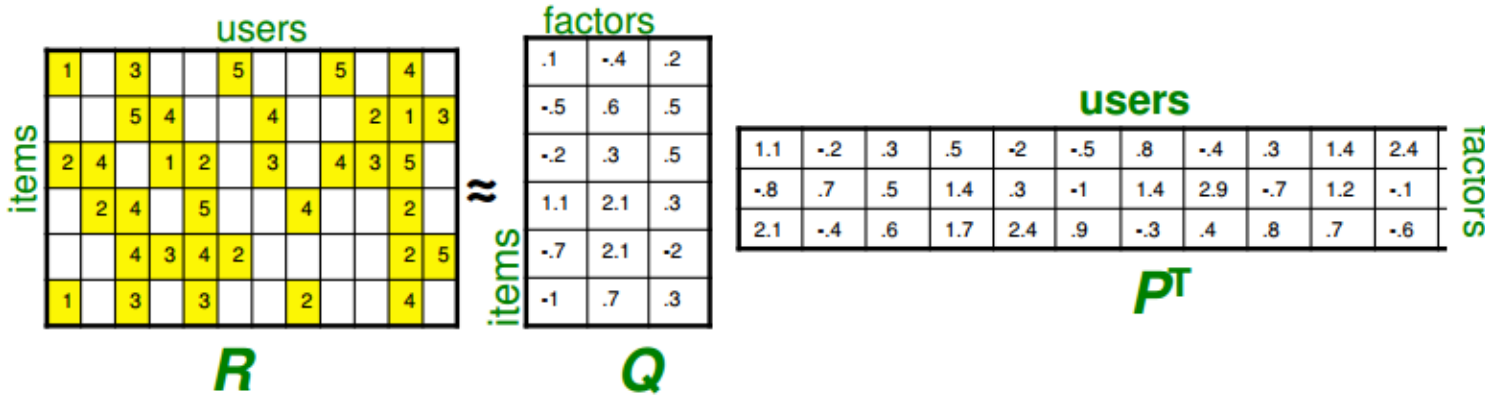 users
items
1 3 5 5 4
5 4 4 2 1 3
2 4 1 2 3 4 3 5
2 4 5 4 2
4 3 4 2 2 5
1 3 3 2 4
R
≈
factors
items
.1 -.4 .2
-.5 .6 .5
-.2 .3 .5
1.1 2.1 .3
-.7 2.1 -2
-1 .7 .3
Q
users
factors
1.1 -.2 .3 .5 -2 -.5 .8 -.4 .3 1.4 2.4
-.8 .7 .5 1.4 .3 -1 1.4 2.9 -.7 1.2 -.1
2.1 -.4 .6 1.7 2.4 .9 -.3 .4 .8 .7 -.6
Pᵀ